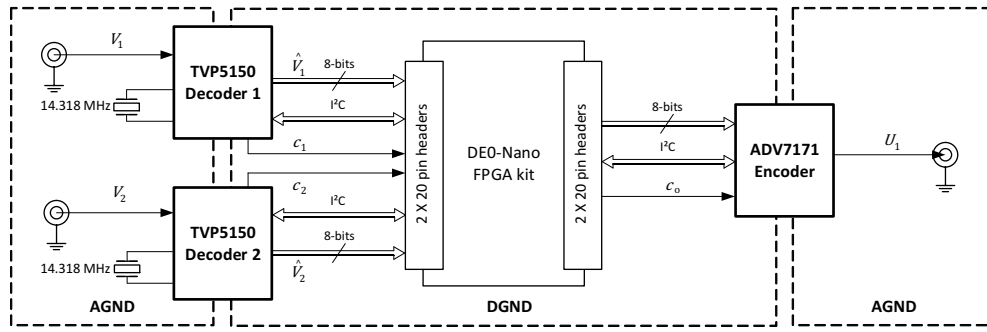 V₁
TVP5150
Decoder 1
14.318 MHz
V̂₁
8-bits
I²C
c₁
c₂
V₂
TVP5150
Decoder 2
14.318 MHz
I²C
8-bits
V̂₂
2 X 20 pin headers
DE0-Nano
FPGA kit
2 X 20 pin headers
8-bits
I²C
cₒ
ADV7171
Encoder
U₁
AGND
DGND
AGND